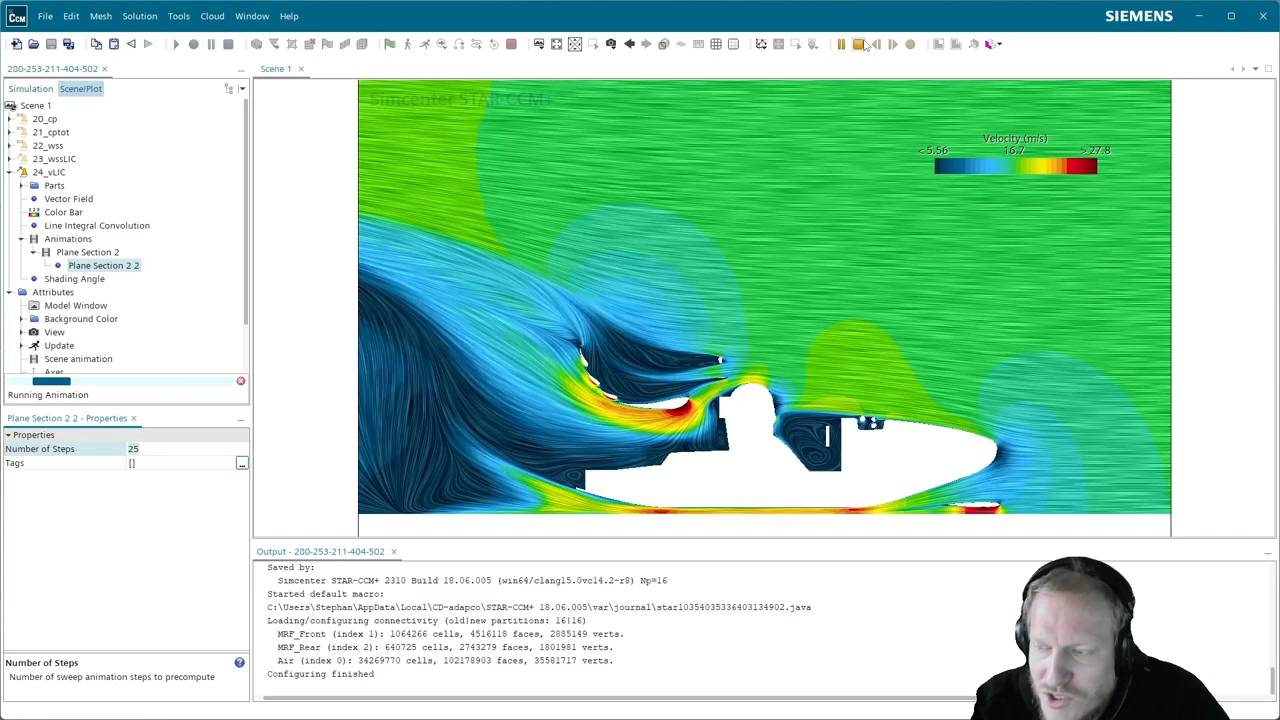 CCM
File Edit Mesh Solution Tools Cloud Window Help
SIEMENS
280-253-211-404-502
Scene 1
Simulation Scene/Plot
Scene 1
20_cp
21_cptot
22_wss
23_wssLIC
24_vLIC
Parts
Vector Field
Color Bar
Line Integral Convolution
Animations
Plane Section 2
Plane Section 2 2
Shading Angle
Attributes
Model Window
Background Color
View
Update
Scene animation
Axes
Running Animation
Plane Section 2 2 - Properties
Properties
Number of Steps 25
Tags []
Number of Steps
Number of sweep animation steps to precompute
Simcenter STAR-CCM+
Velocity (m/s)
< 5.56 16.7 > 27.8
Output - 280-253-211-404-502
Saved by:
Simcenter STAR-CCM+ 2310 Build 18.06.005 (win64/clang15.0vc14.2-r8) Np=16
Started default macro:
C:\Users\Stephan\AppData\Local\CD-adapco\STAR-CCM+ 18.06.005\var\journal\star10354035336403134902.java
Loading/configuring connectivity (old|new partitions: 16|16)
MRF_Front (index 1): 1064266 cells, 4516118 faces, 2885149 verts.
MRF_Rear (index 2): 640725 cells, 2743279 faces, 1801981 verts.
Air (index 0): 34269770 cells, 102178903 faces, 35581717 verts.
Configuring finished